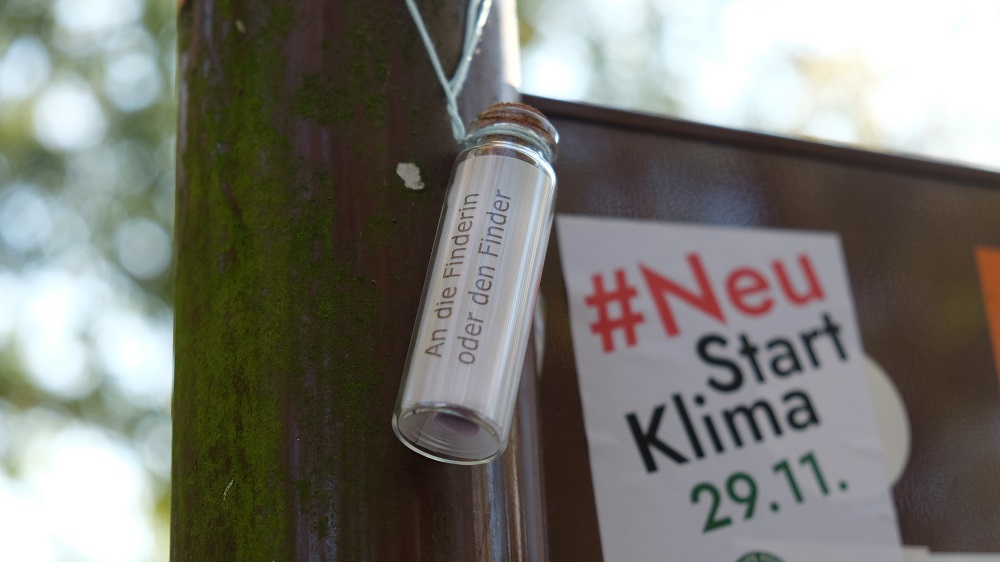 An die Finderin
oder den Finder
#Neu
Start
Klima
29.11.